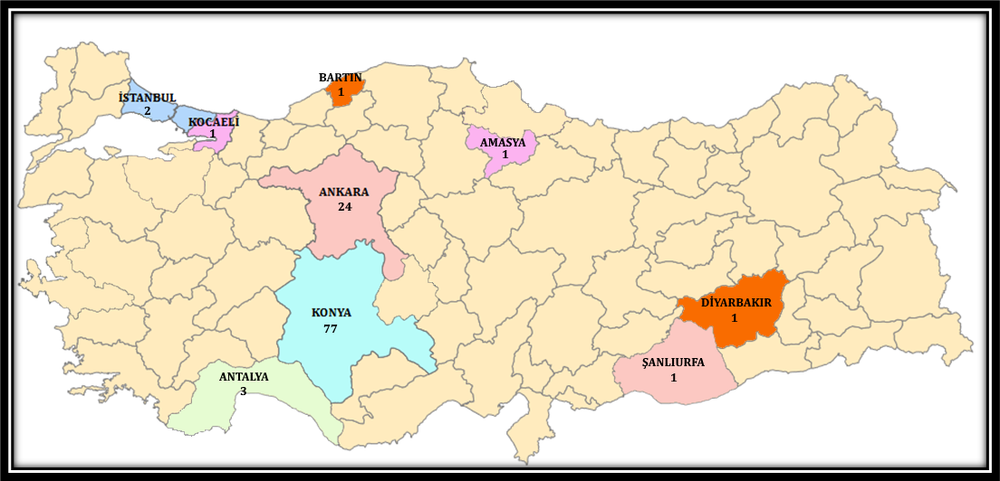 BARTIN
1
İSTANBUL
2
KOCAELİ
1
AMASYA
1
ANKARA
24
KONYA
77
DİYARBAKIR
1
ŞANLIURFA
1
ANTALYA
3